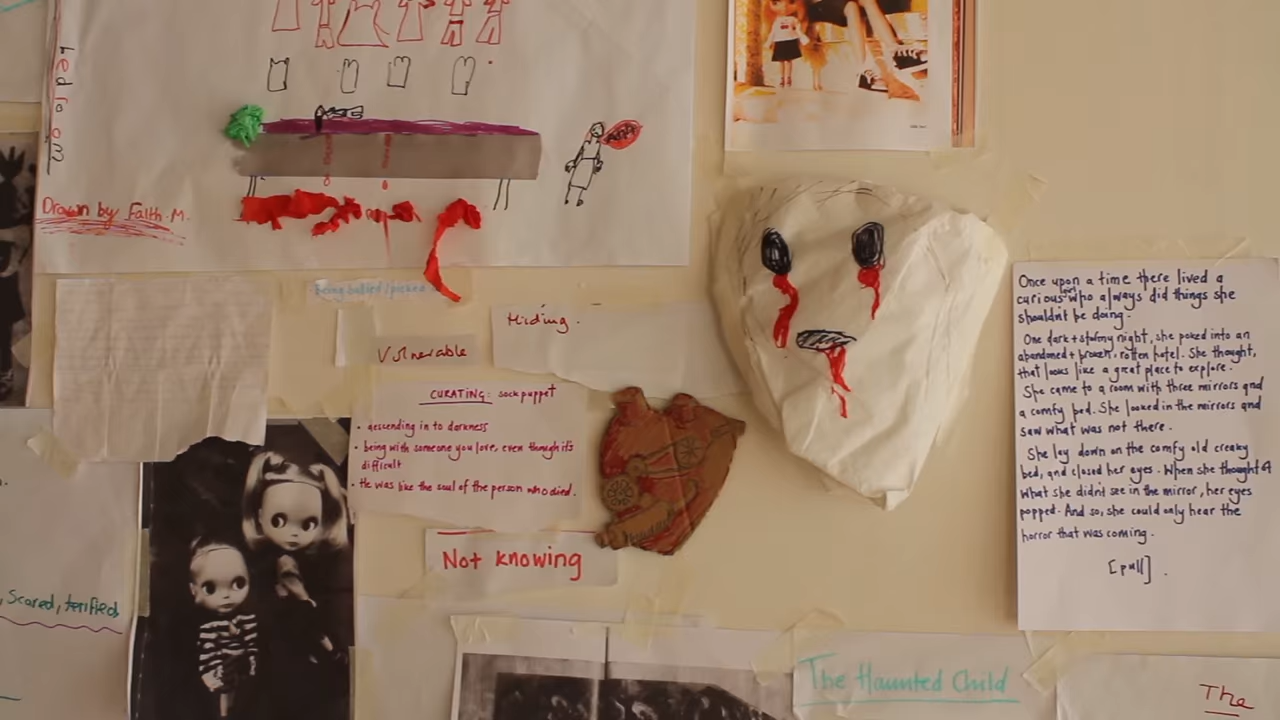 bedroom
Drawn by Faith.M.
being bullied/picked
Hiding.
Vulnerable
CURATING: sock puppet
• descending in to darkness
• being with someone you love, even though it's
difficult
• He was like the soul of the person who died.
Not knowing
, Scared, terified
Once upon a time there lived a
curious girl who always did things she
shouldn't be doing.
One dark + stormy night, she poked into an
abandoned + broken, rotten hotel. She thought,
that looks like a great place to explore.
She came to a room with three mirrors and
a comfy bed. She looked in the mirrors and
saw what was not there.
She lay down on the comfy old creaky
bed, and closed her eyes. When she thought of
what she didn't see in the mirror, her eyes
popped. And so, she could only hear the
horror that was coming.
[pull].
The Haunted Child
The